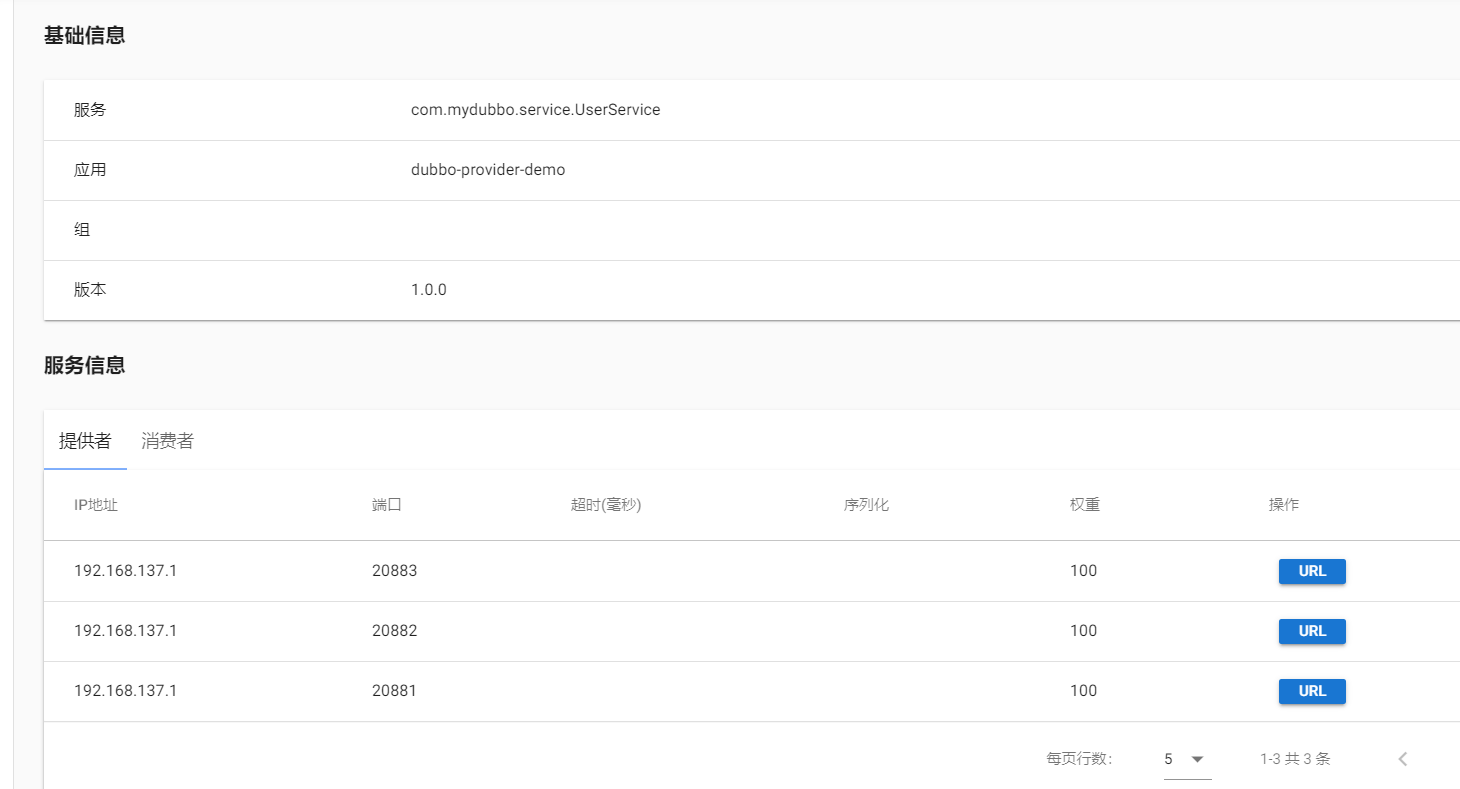 基础信息
服务 com.mydubbo.service.UserService
应用 dubbo-provider-demo
组
版本 1.0.0
服务信息
提供者 消费者
IP地址 端口 超时(毫秒) 序列化 权重 操作
192.168.137.1 20883 100 URL
192.168.137.1 20882 100 URL
192.168.137.1 20881 100 URL
每页行数: 5 1-3 共 3 条